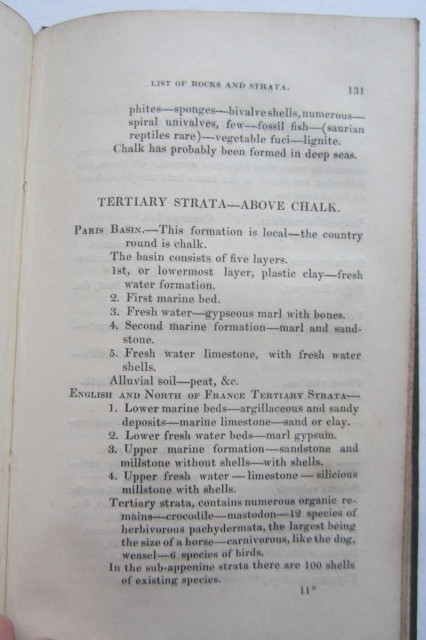 LIST OF ROCKS AND STRATA. 131
phites—sponges—bivalve shells, numerous—
spiral univalves, few—fossil fish—(saurian
reptiles rare)—vegetable fuci—lignite.
Chalk has probably been formed in deep seas.
TERTIARY STRATA—ABOVE CHALK.
PARIS BASIN.—This formation is local—the country
round is chalk.
The basin consists of five layers.
1st, or lowermost layer, plastic clay—fresh
water formation.
2. First marine bed.
3. Fresh water—gypseous marl with bones.
4. Second marine formation—marl and sand-
stone.
5. Fresh water limestone, with fresh water
shells.
Alluvial soil—peat, &c.
ENGLISH AND NORTH OF FRANCE TERTIARY STRATA—
1. Lower marine beds—argillaceous and sandy
deposits—marine limestone—sand or clay.
2. Lower fresh water beds—marl gypsum.
3. Upper marine formation—sandstone and
millstone without shells—with shells.
4. Upper fresh water—limestone—silicious
millstone with shells.
Tertiary strata, contains numerous organic re-
mains—crocodile—mastodon—12 species of
herbivorous pachydermata, the largest being
the size of a horse—carnivorous, like the dog,
weasel—6 species of birds.
In the sub-appenine strata there are 100 shells
of existing species.
11*